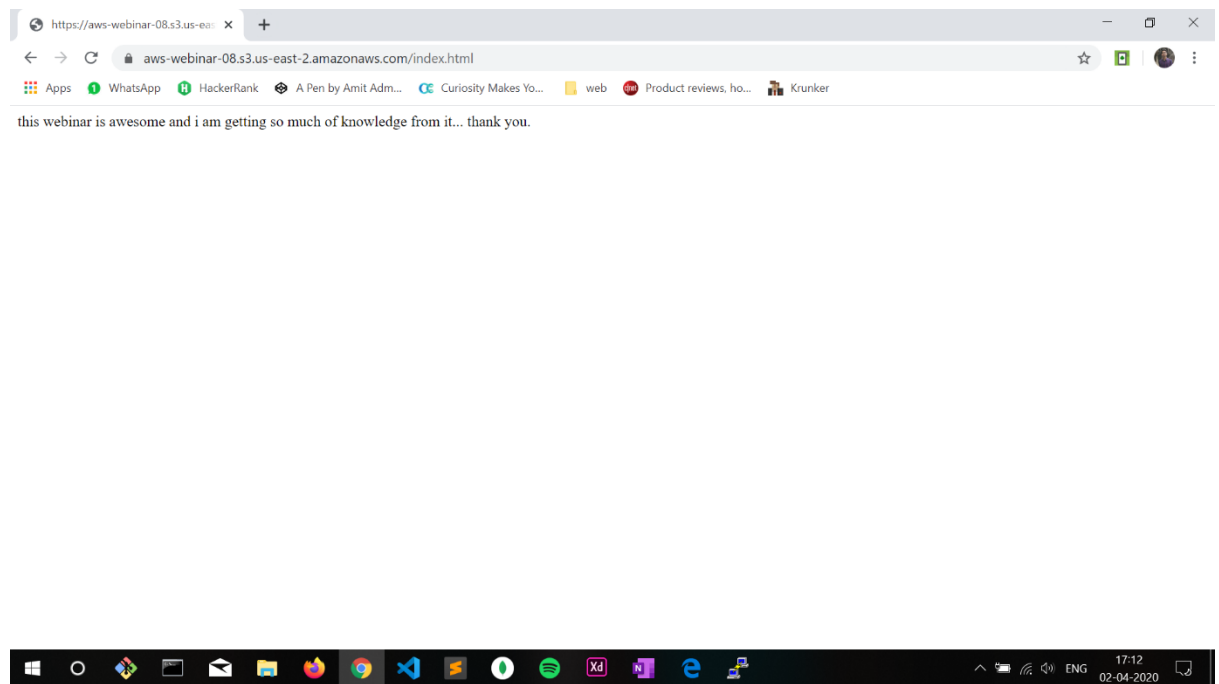 https://aws-webinar-08.s3.us-eas
aws-webinar-08.s3.us-east-2.amazonaws.com/index.html
Apps WhatsApp HackerRank A Pen by Amit Adm... Curiosity Makes Yo... web Product reviews, ho... Krunker
this webinar is awesome and i am getting so much of knowledge from it... thank you.
Xd N ENG 17:12
02-04-2020